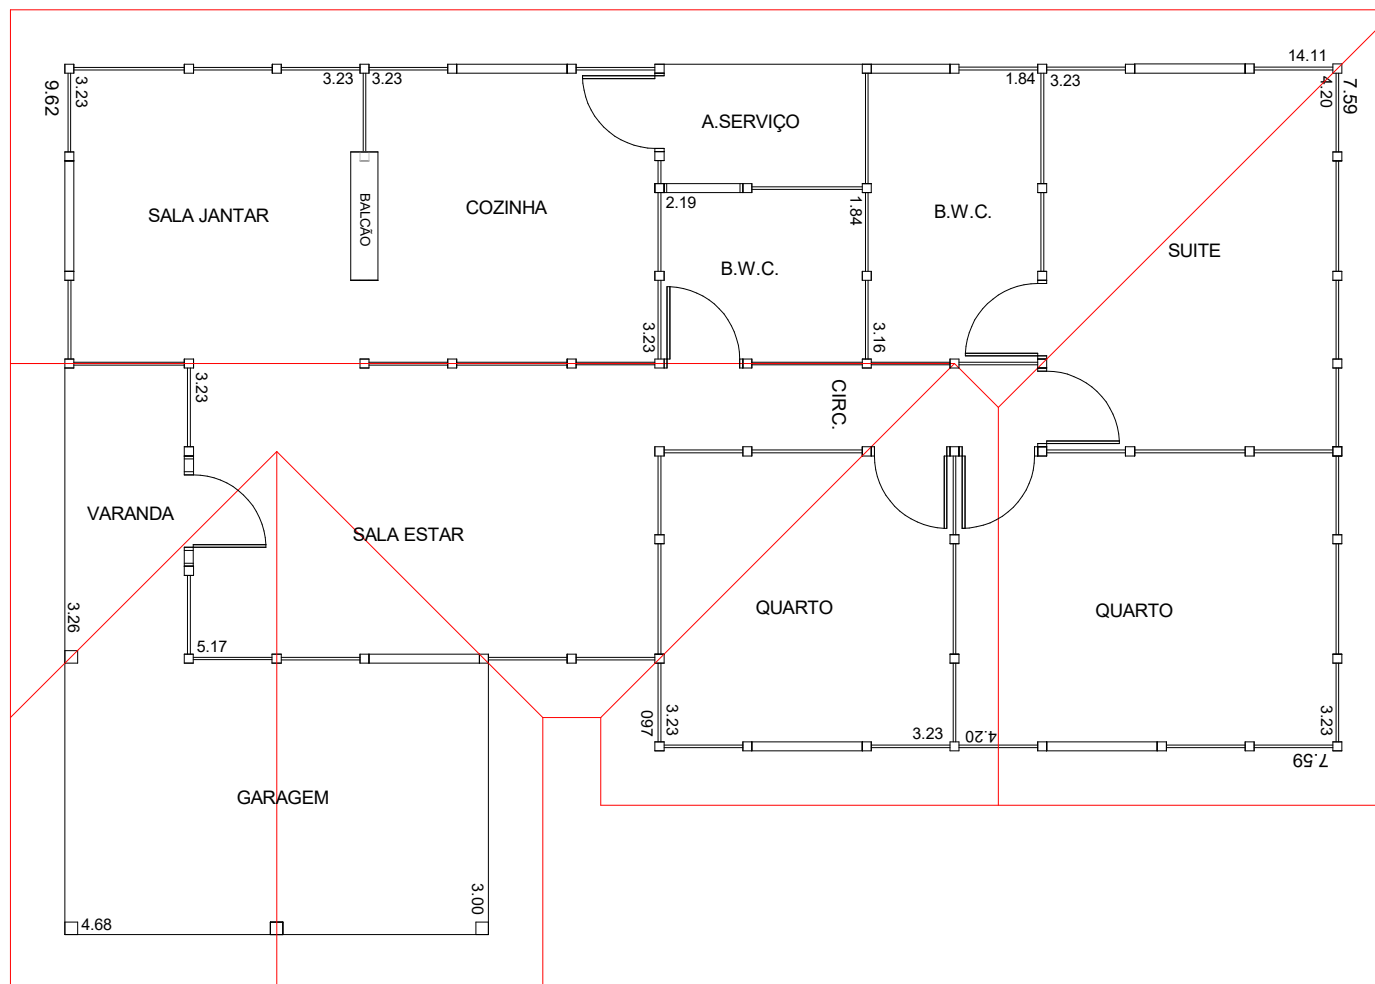 14.11
3.23
3.23
1.84
3.23
9.62
3.23
4.20
7.59
A.SERVIÇO
SALA JANTAR
BALCÃO
COZINHA
2.19
1.84
B.W.C.
B.W.C.
SUITE
3.23
3.16
3.23
CIRC.
VARANDA
SALA ESTAR
3.26
5.17
QUARTO
QUARTO
097
3.23
3.23
4.20
3.23
7.59
GARAGEM
4.68
3.00